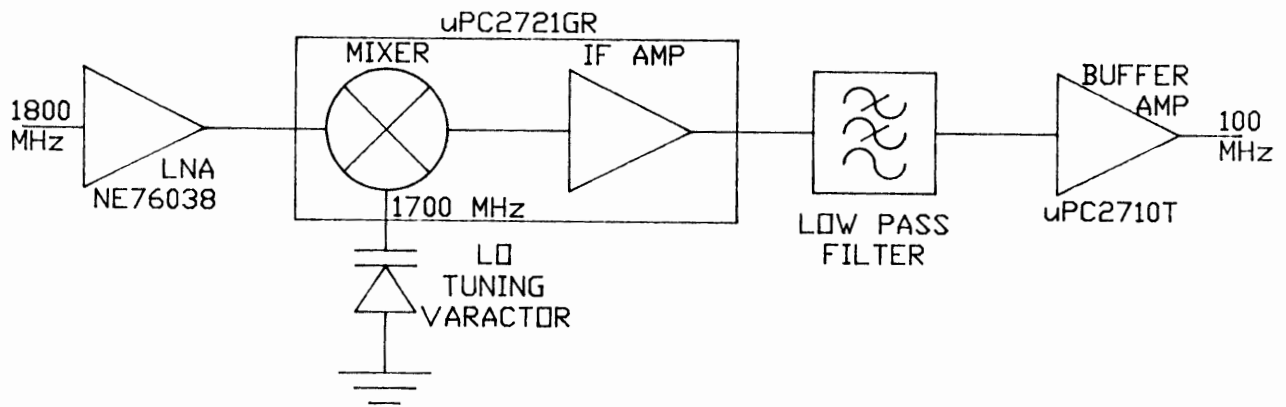 uPC2721GR
MIXER
IF AMP
BUFFER
AMP
1800
MHz
100
MHz
LNA
NE76038
1700 MHz
uPC2710T
LOW PASS
FILTER
LO
TUNING
VARACTOR